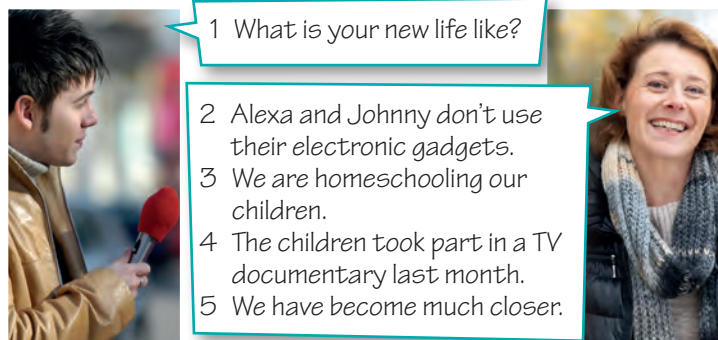 1 What is your new life like?
2 Alexa and Johnny don't use
their electronic gadgets.
3 We are homeschooling our
children.
4 The children took part in a TV
documentary last month.
5 We have become much closer.